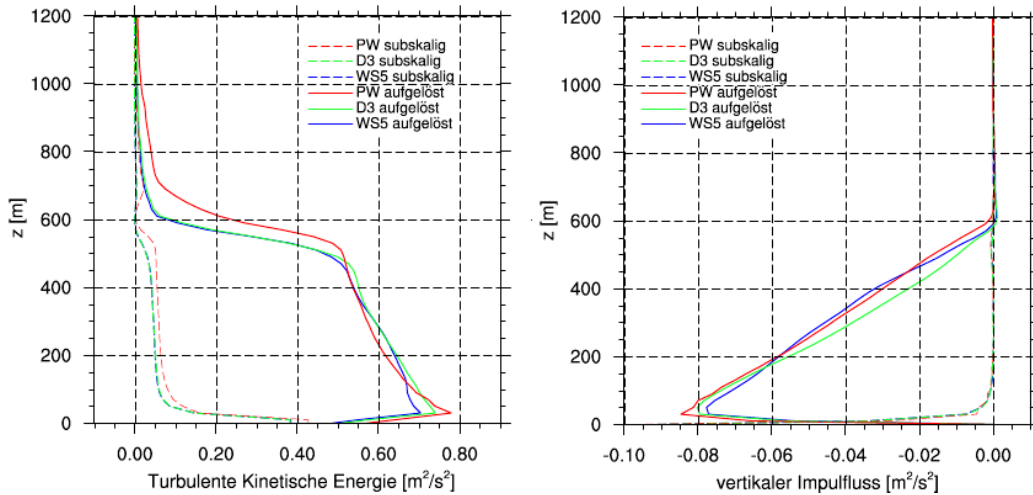 1200
1000
800
600
400
200
0
z [m]
PW subskalig
D3 subskalig
WS5 subskalig
PW aufgelöst
D3 aufgelöst
WS5 aufgelöst
0.00 0.20 0.40 0.60 0.80
Turbulente Kinetische Energie [m²/s²]
1200
1000
800
600
400
200
0
z [m]
PW subskalig
D3 subskalig
WS5 subskalig
PW aufgelöst
D3 aufgelöst
WS5 aufgelöst
-0.10 -0.08 -0.06 -0.04 -0.02 0.00
vertikaler Impulfluss [m²/s²]